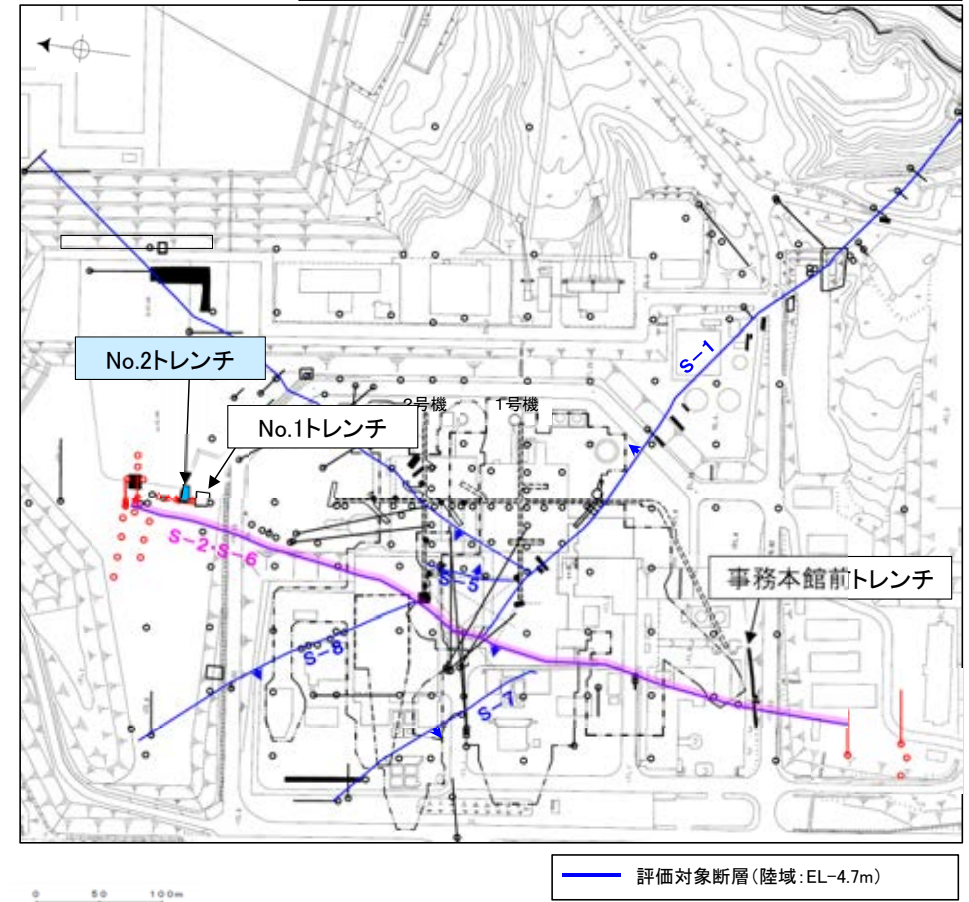 No.2トレンチ
No.1トレンチ
2号機
1号機
S-1
S-2・S-6
S-5
事務本館前トレンチ
S-8
S-7
0 50 100m
評価対象断層(陸域:EL-4.7m)